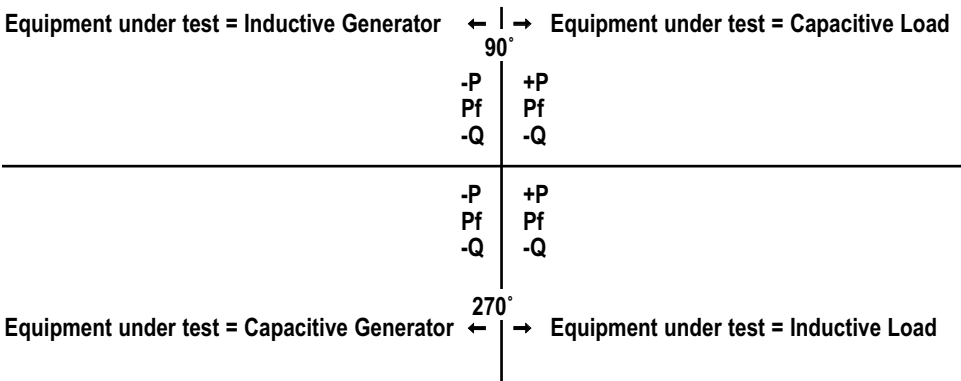 Equipment under test = Inductive Generator ← → Equipment under test = Capacitive Load
90˚
-P +P
Pf Pf
-Q -Q
-P +P
Pf Pf
-Q -Q
270˚
Equipment under test = Capacitive Generator ← → Equipment under test = Inductive Load